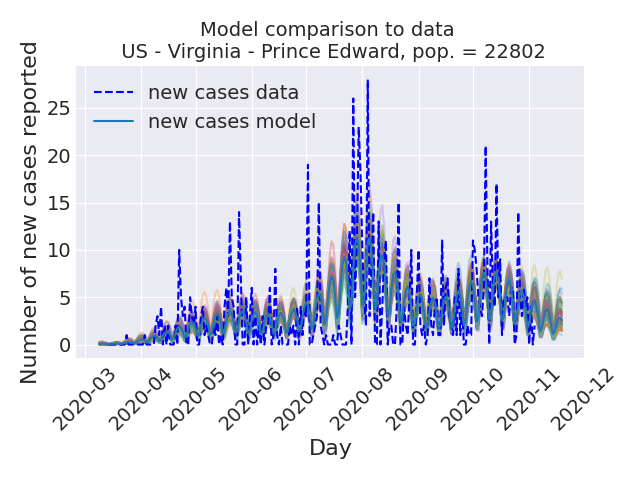 Model comparison to data
US - Virginia - Prince Edward, pop. = 22802
new cases data
new cases model
Number of new cases reported
25
20
15
10
5
0
2020-03
2020-04
2020-05
2020-06
2020-07
2020-08
2020-09
2020-10
2020-11
2020-12
Day